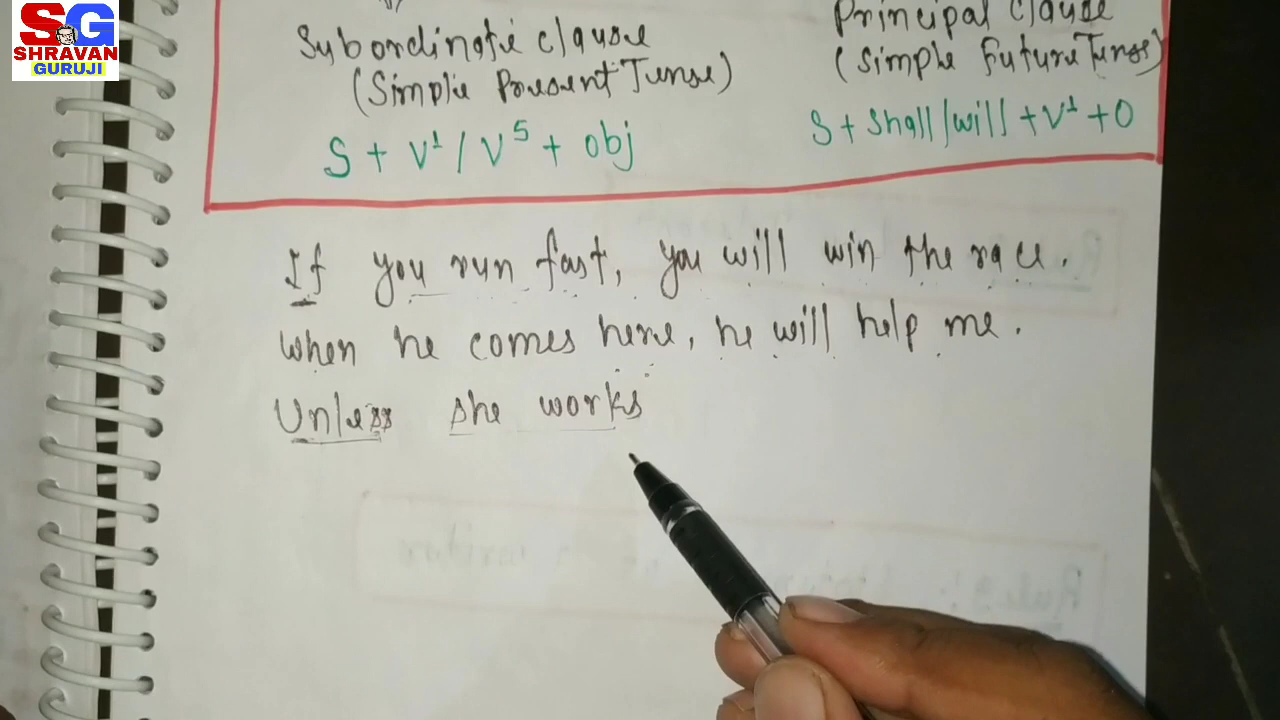 SG
SHRAVAN
GURUJI
Subordinate clause
(Simple Present Tense)
S + V¹ / V⁵ + obj
Principal clause
(Simple Future Tense)
S + shall/will + V¹ + O
If you run fast, you will win the race.
When he comes here, he will help me.
Unless she works